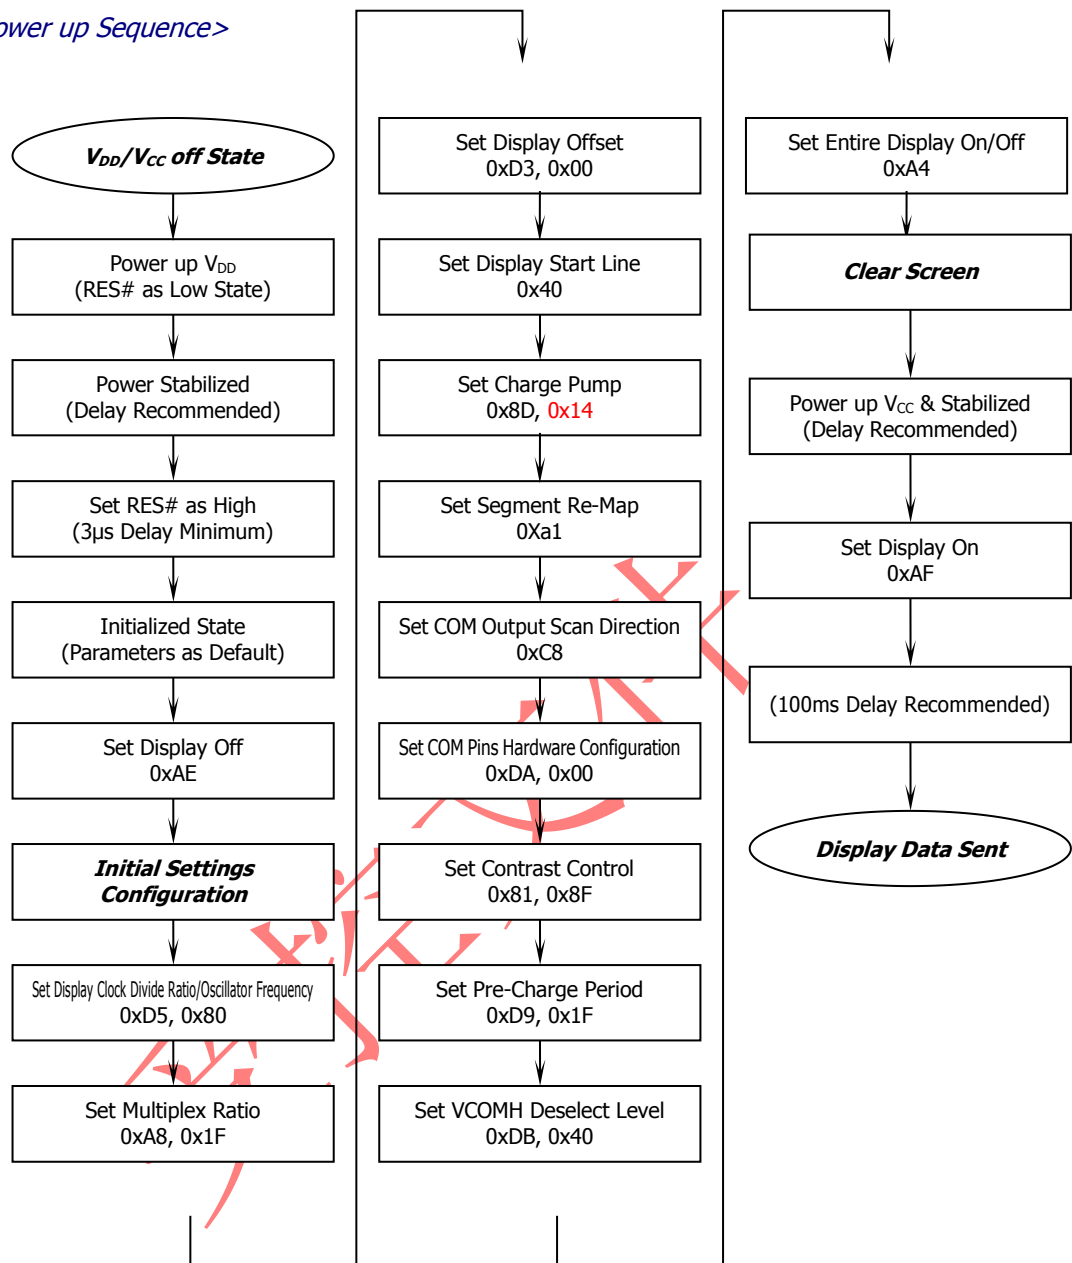 ower up Sequence>
VDD/VCC off State
Power up VDD
(RES# as Low State)
Power Stabilized
(Delay Recommended)
Set RES# as High
(3μs Delay Minimum)
Initialized State
(Parameters as Default)
Set Display Off
0xAE
Initial Settings
Configuration
Set Display Clock Divide Ratio/Oscillator Frequency
0xD5, 0x80
Set Multiplex Ratio
0xA8, 0x1F
Set Display Offset
0xD3, 0x00
Set Display Start Line
0x40
Set Charge Pump
0x8D, 0x14
Set Segment Re-Map
0Xa1
Set COM Output Scan Direction
0xC8
Set COM Pins Hardware Configuration
0xDA, 0x00
Set Contrast Control
0x81, 0x8F
Set Pre-Charge Period
0xD9, 0x1F
Set VCOMH Deselect Level
0xDB, 0x40
Set Entire Display On/Off
0xA4
Clear Screen
Power up VCC & Stabilized
(Delay Recommended)
Set Display On
0xAF
(100ms Delay Recommended)
Display Data Sent